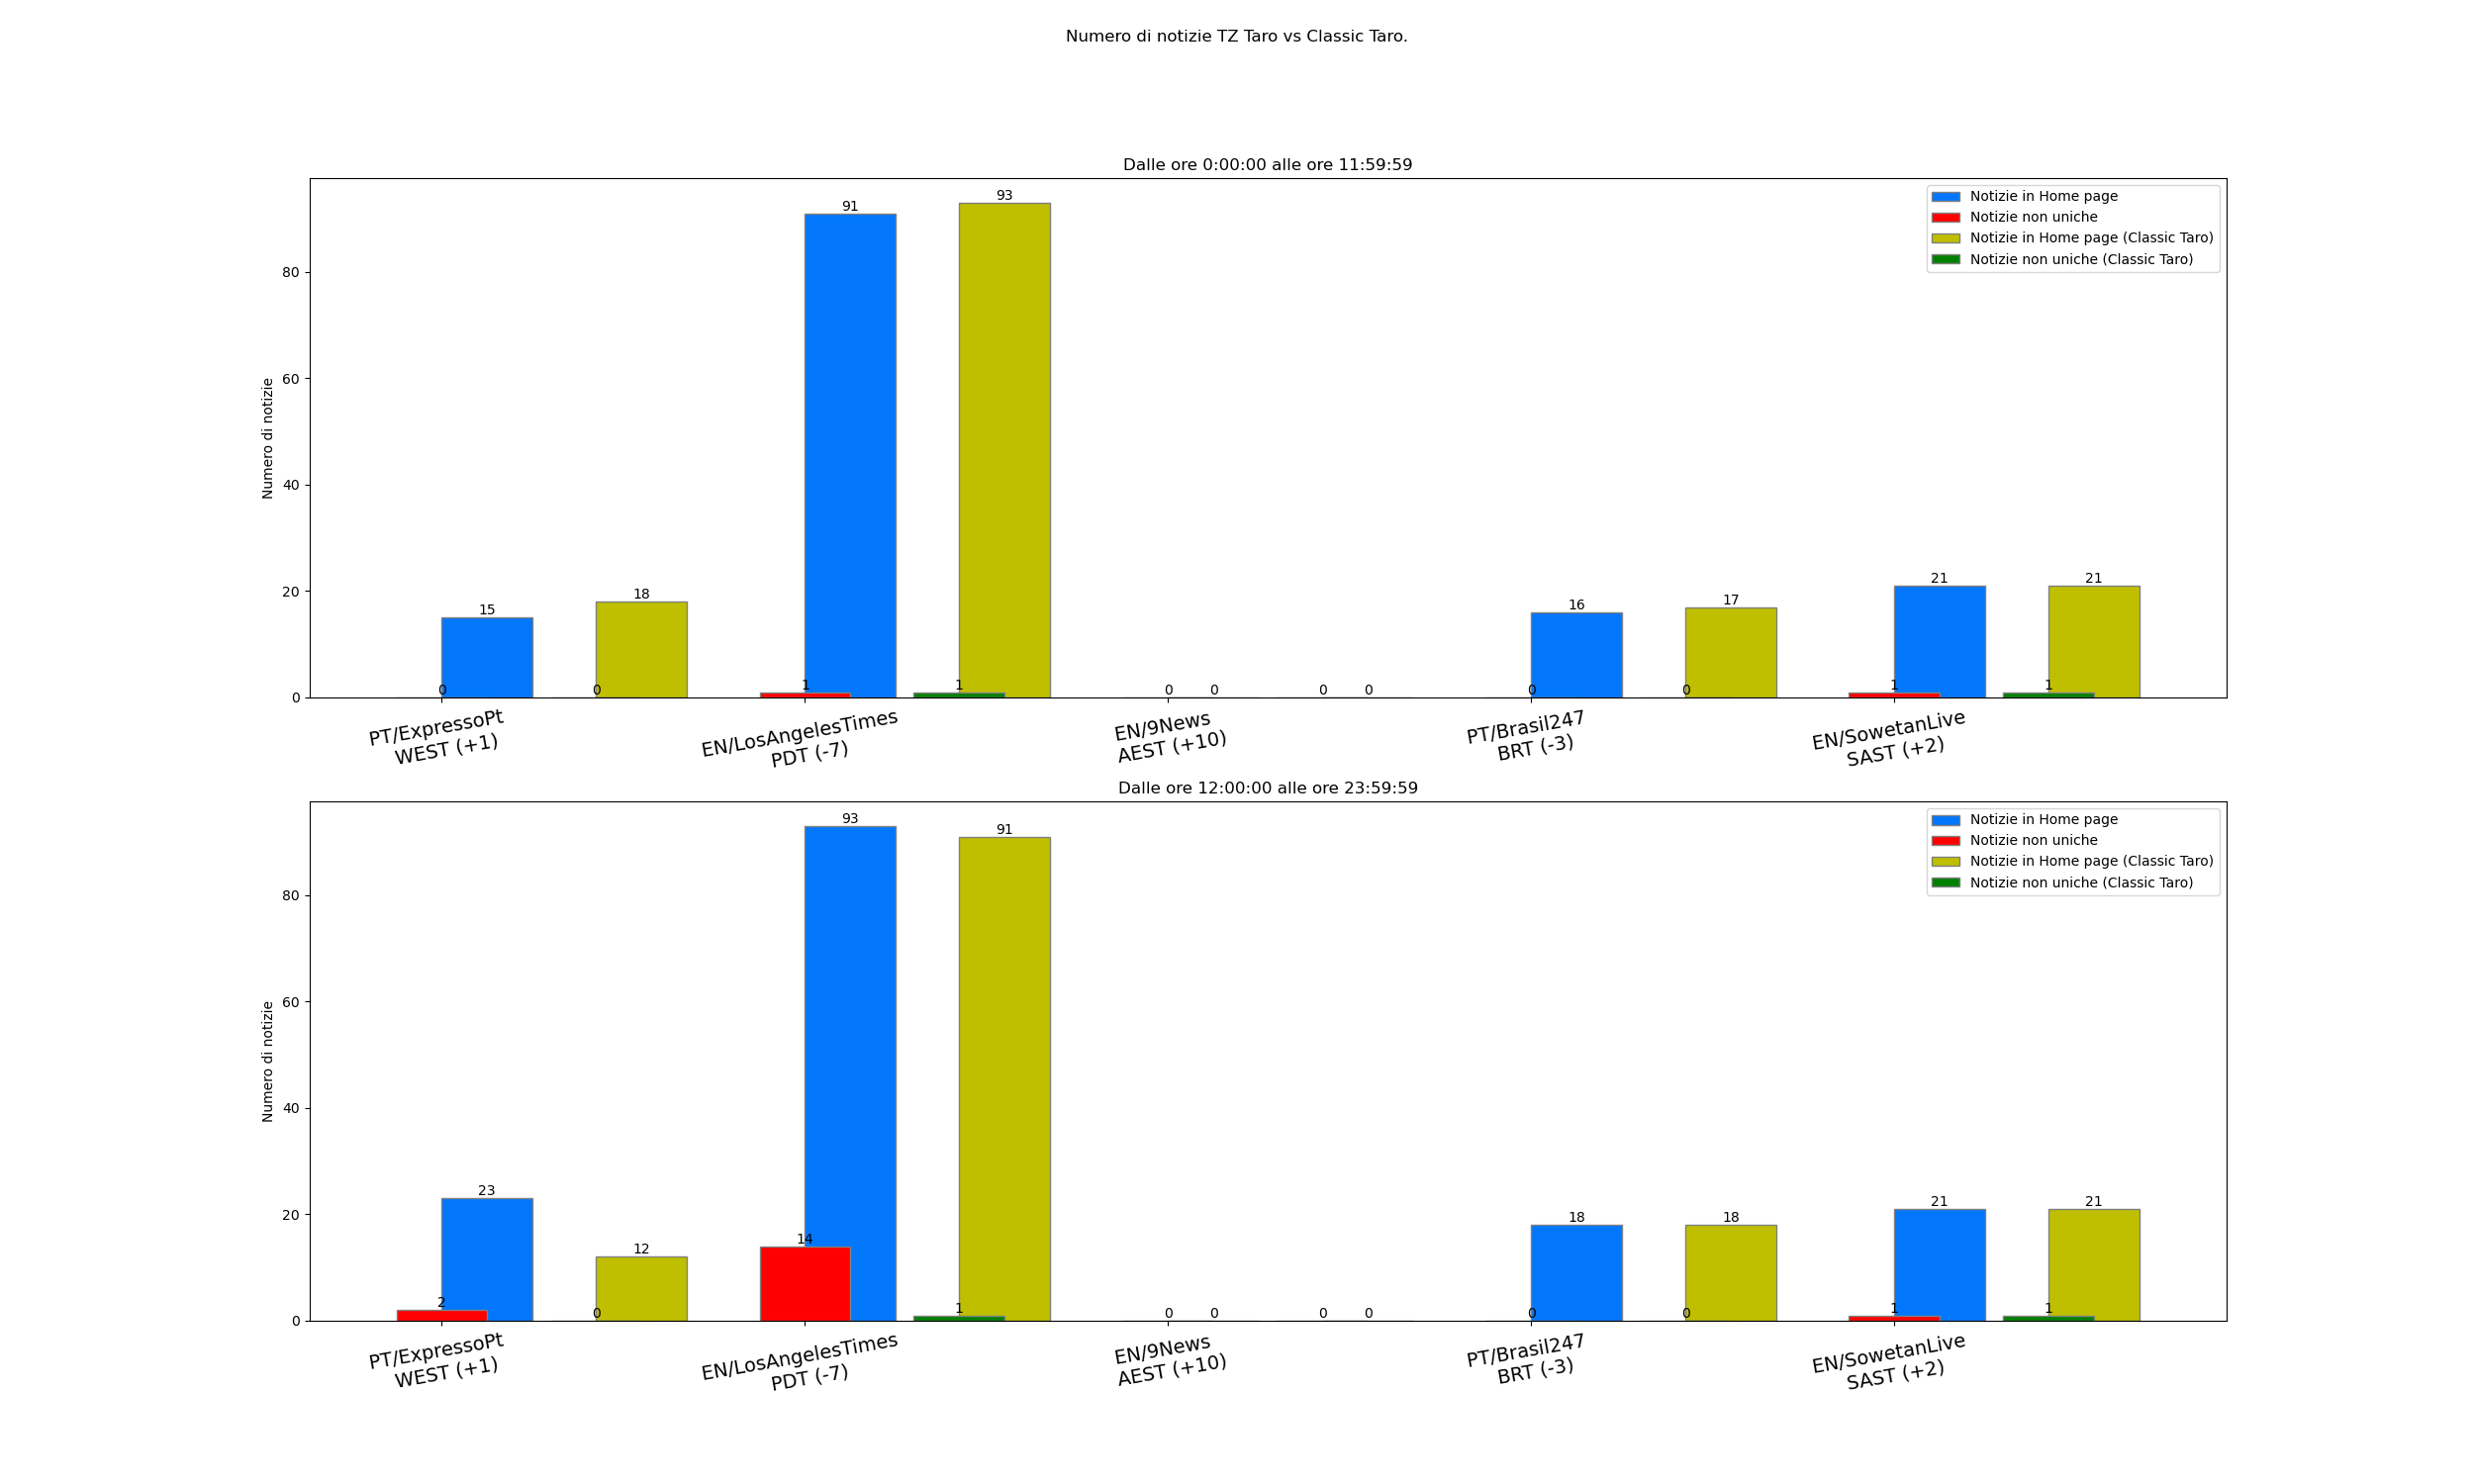 Numero di notizie TZ Taro vs Classic Taro.
Dalle ore 0:00:00 alle ore 11:59:59
Numero di notizie
80
60
40
20
0
Notizie in Home page
Notizie non uniche
Notizie in Home page (Classic Taro)
Notizie non uniche (Classic Taro)
0
15
0
18
1
91
1
93
0
0
0
0
0
16
0
17
1
21
1
21
PT/ExpressoPt
WEST (+1)
EN/LosAngelesTimes
PDT (-7)
EN/9News
AEST (+10)
PT/Brasil247
BRT (-3)
EN/SowetanLive
SAST (+2)
Dalle ore 12:00:00 alle ore 23:59:59
Numero di notizie
80
60
40
20
0
Notizie in Home page
Notizie non uniche
Notizie in Home page (Classic Taro)
Notizie non uniche (Classic Taro)
2
23
0
12
14
93
1
91
0
0
0
0
0
18
0
18
1
21
1
21
PT/ExpressoPt
WEST (+1)
EN/LosAngelesTimes
PDT (-7)
EN/9News
AEST (+10)
PT/Brasil247
BRT (-3)
EN/SowetanLive
SAST (+2)